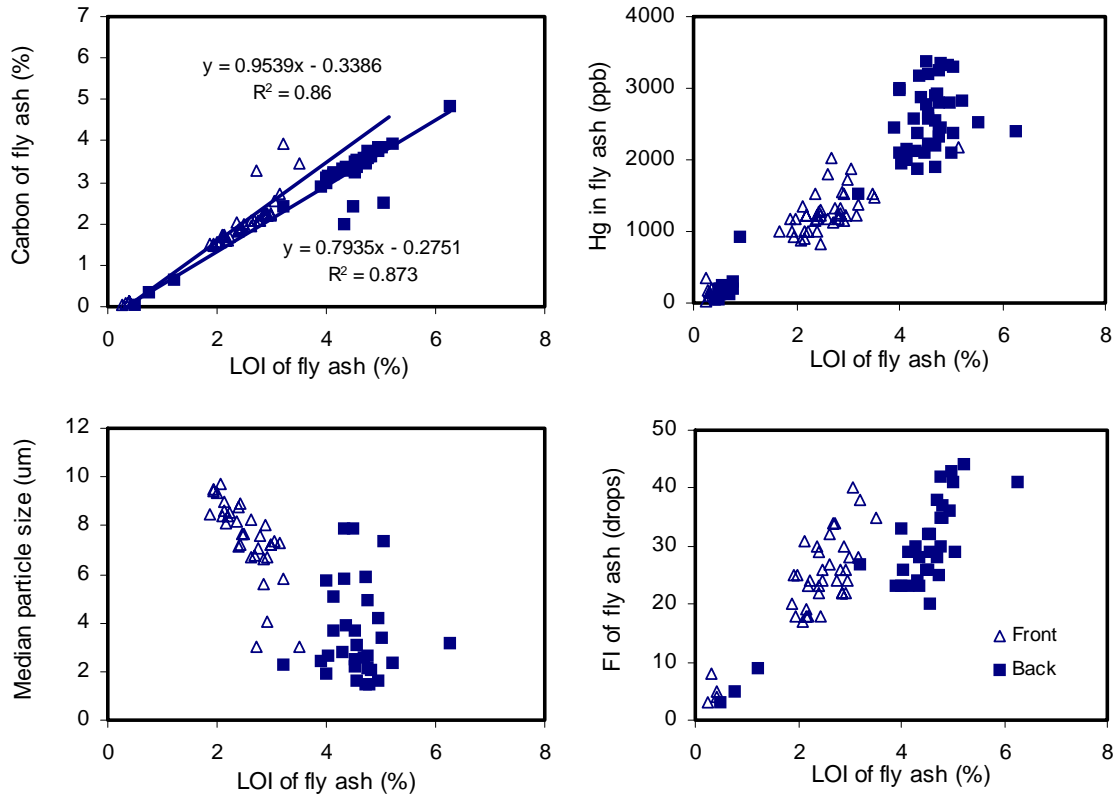 Carbon of fly ash (%)
7
6
5
4
3
2
1
0
y = 0.9539x - 0.3386
R² = 0.86
y = 0.7935x - 0.2751
R² = 0.873
0 2 4 6 8
LOI of fly ash (%)
Hg in fly ash (ppb)
4000
3000
2000
1000
0
0 2 4 6 8
LOI of fly ash (%)
Median particle size (um)
12
10
8
6
4
2
0
0 2 4 6 8
LOI of fly ash (%)
FI of fly ash (drops)
50
40
30
20
10
0
Front
Back
0 2 4 6 8
LOI of fly ash (%)